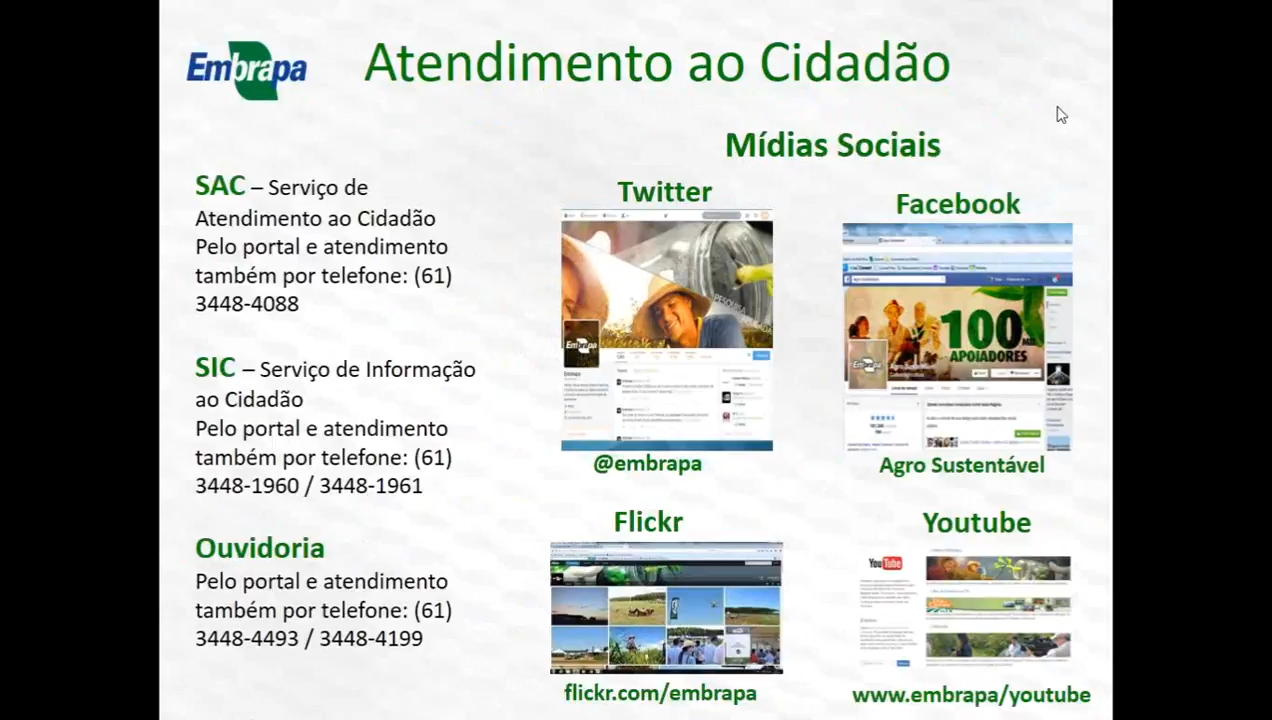 Embrapa
Atendimento ao Cidadão
SAC – Serviço de
Atendimento ao Cidadão
Pelo portal e atendimento
também por telefone: (61)
3448-4088
SIC – Serviço de Informação
ao Cidadão
Pelo portal e atendimento
também por telefone: (61)
3448-1960 / 3448-1961
Ouvidoria
Pelo portal e atendimento
também por telefone: (61)
3448-4493 / 3448-4199
Mídias Sociais
Twitter
Embrapa
@embrapa
Facebook
100 MIL
APOIADORES
Agro Sustentável
Flickr
flickr.com/embrapa
Youtube
YouTube
www.embrapa/youtube